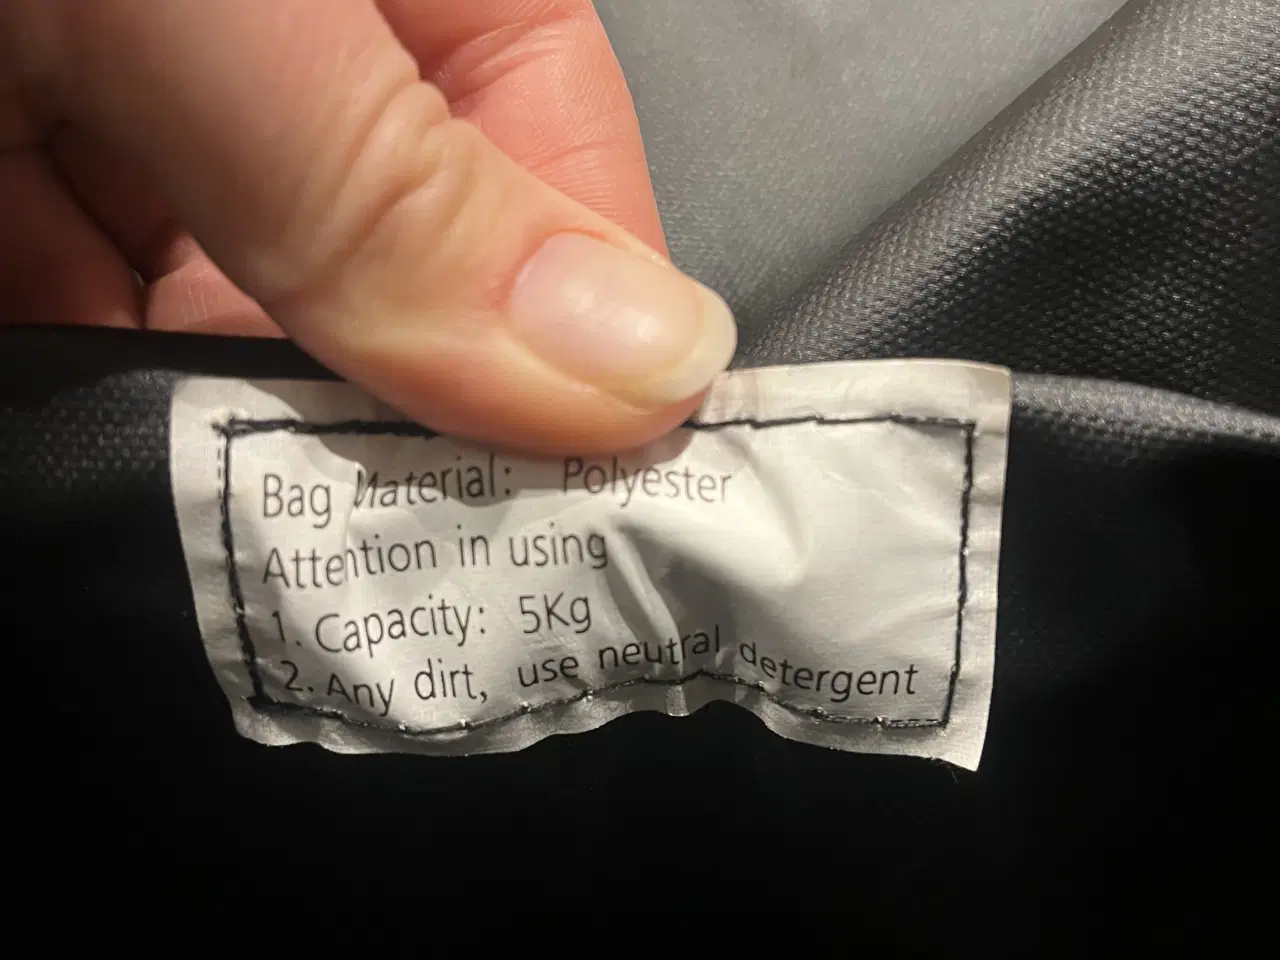 Bag Material: Polyester
Attention in using
1. Capacity: 5Kg
2. Any dirt, use neutral detergent